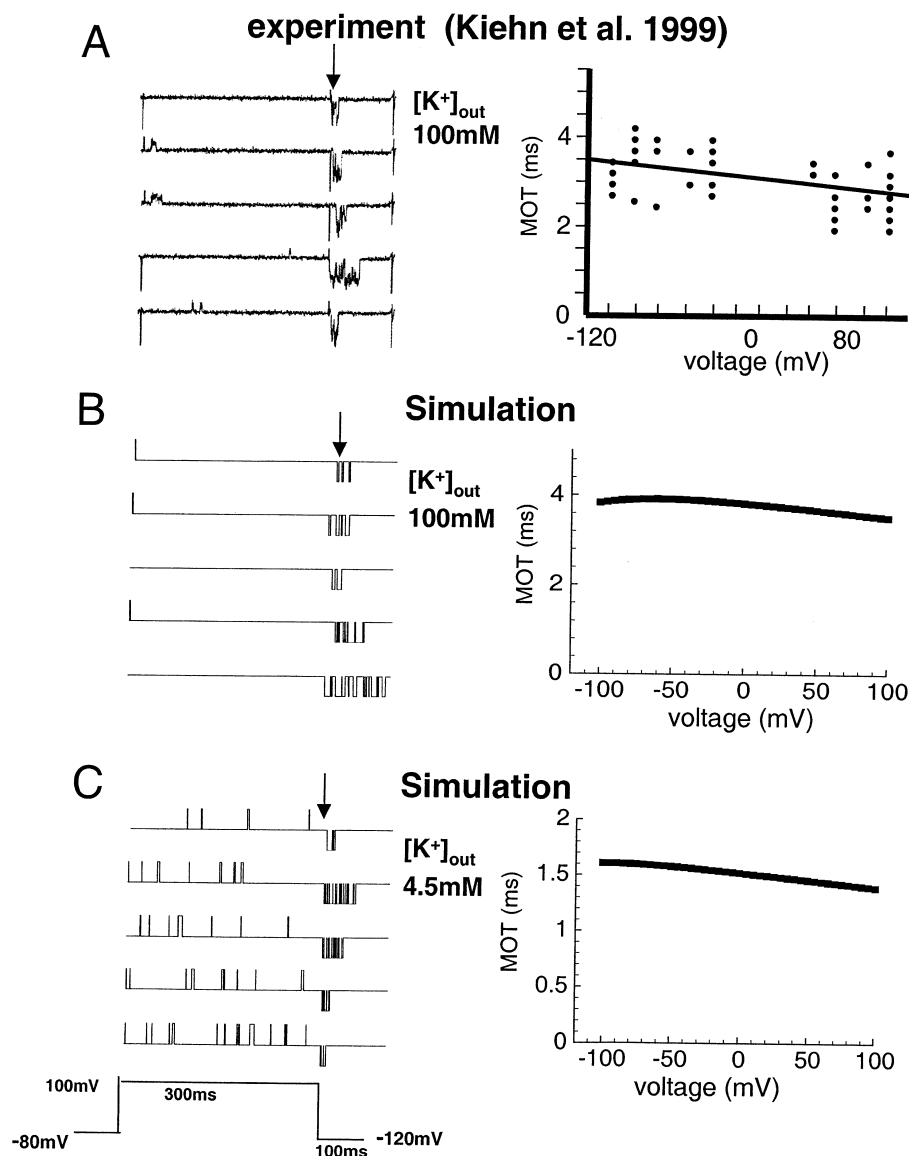 A
experiment (Kiehn et al. 1999)
[K+]out
100mM
MOT (ms)
4
2
0
-120
0
80
voltage (mV)
B
Simulation
[K+]out
100mM
MOT (ms)
4
2
0
-100
-50
0
50
100
voltage (mV)
C
Simulation
[K+]out
4.5mM
MOT (ms)
2
1.5
1
0.5
0
-100
-50
0
50
100
voltage (mV)
100mV
300ms
-80mV
-120mV
100ms